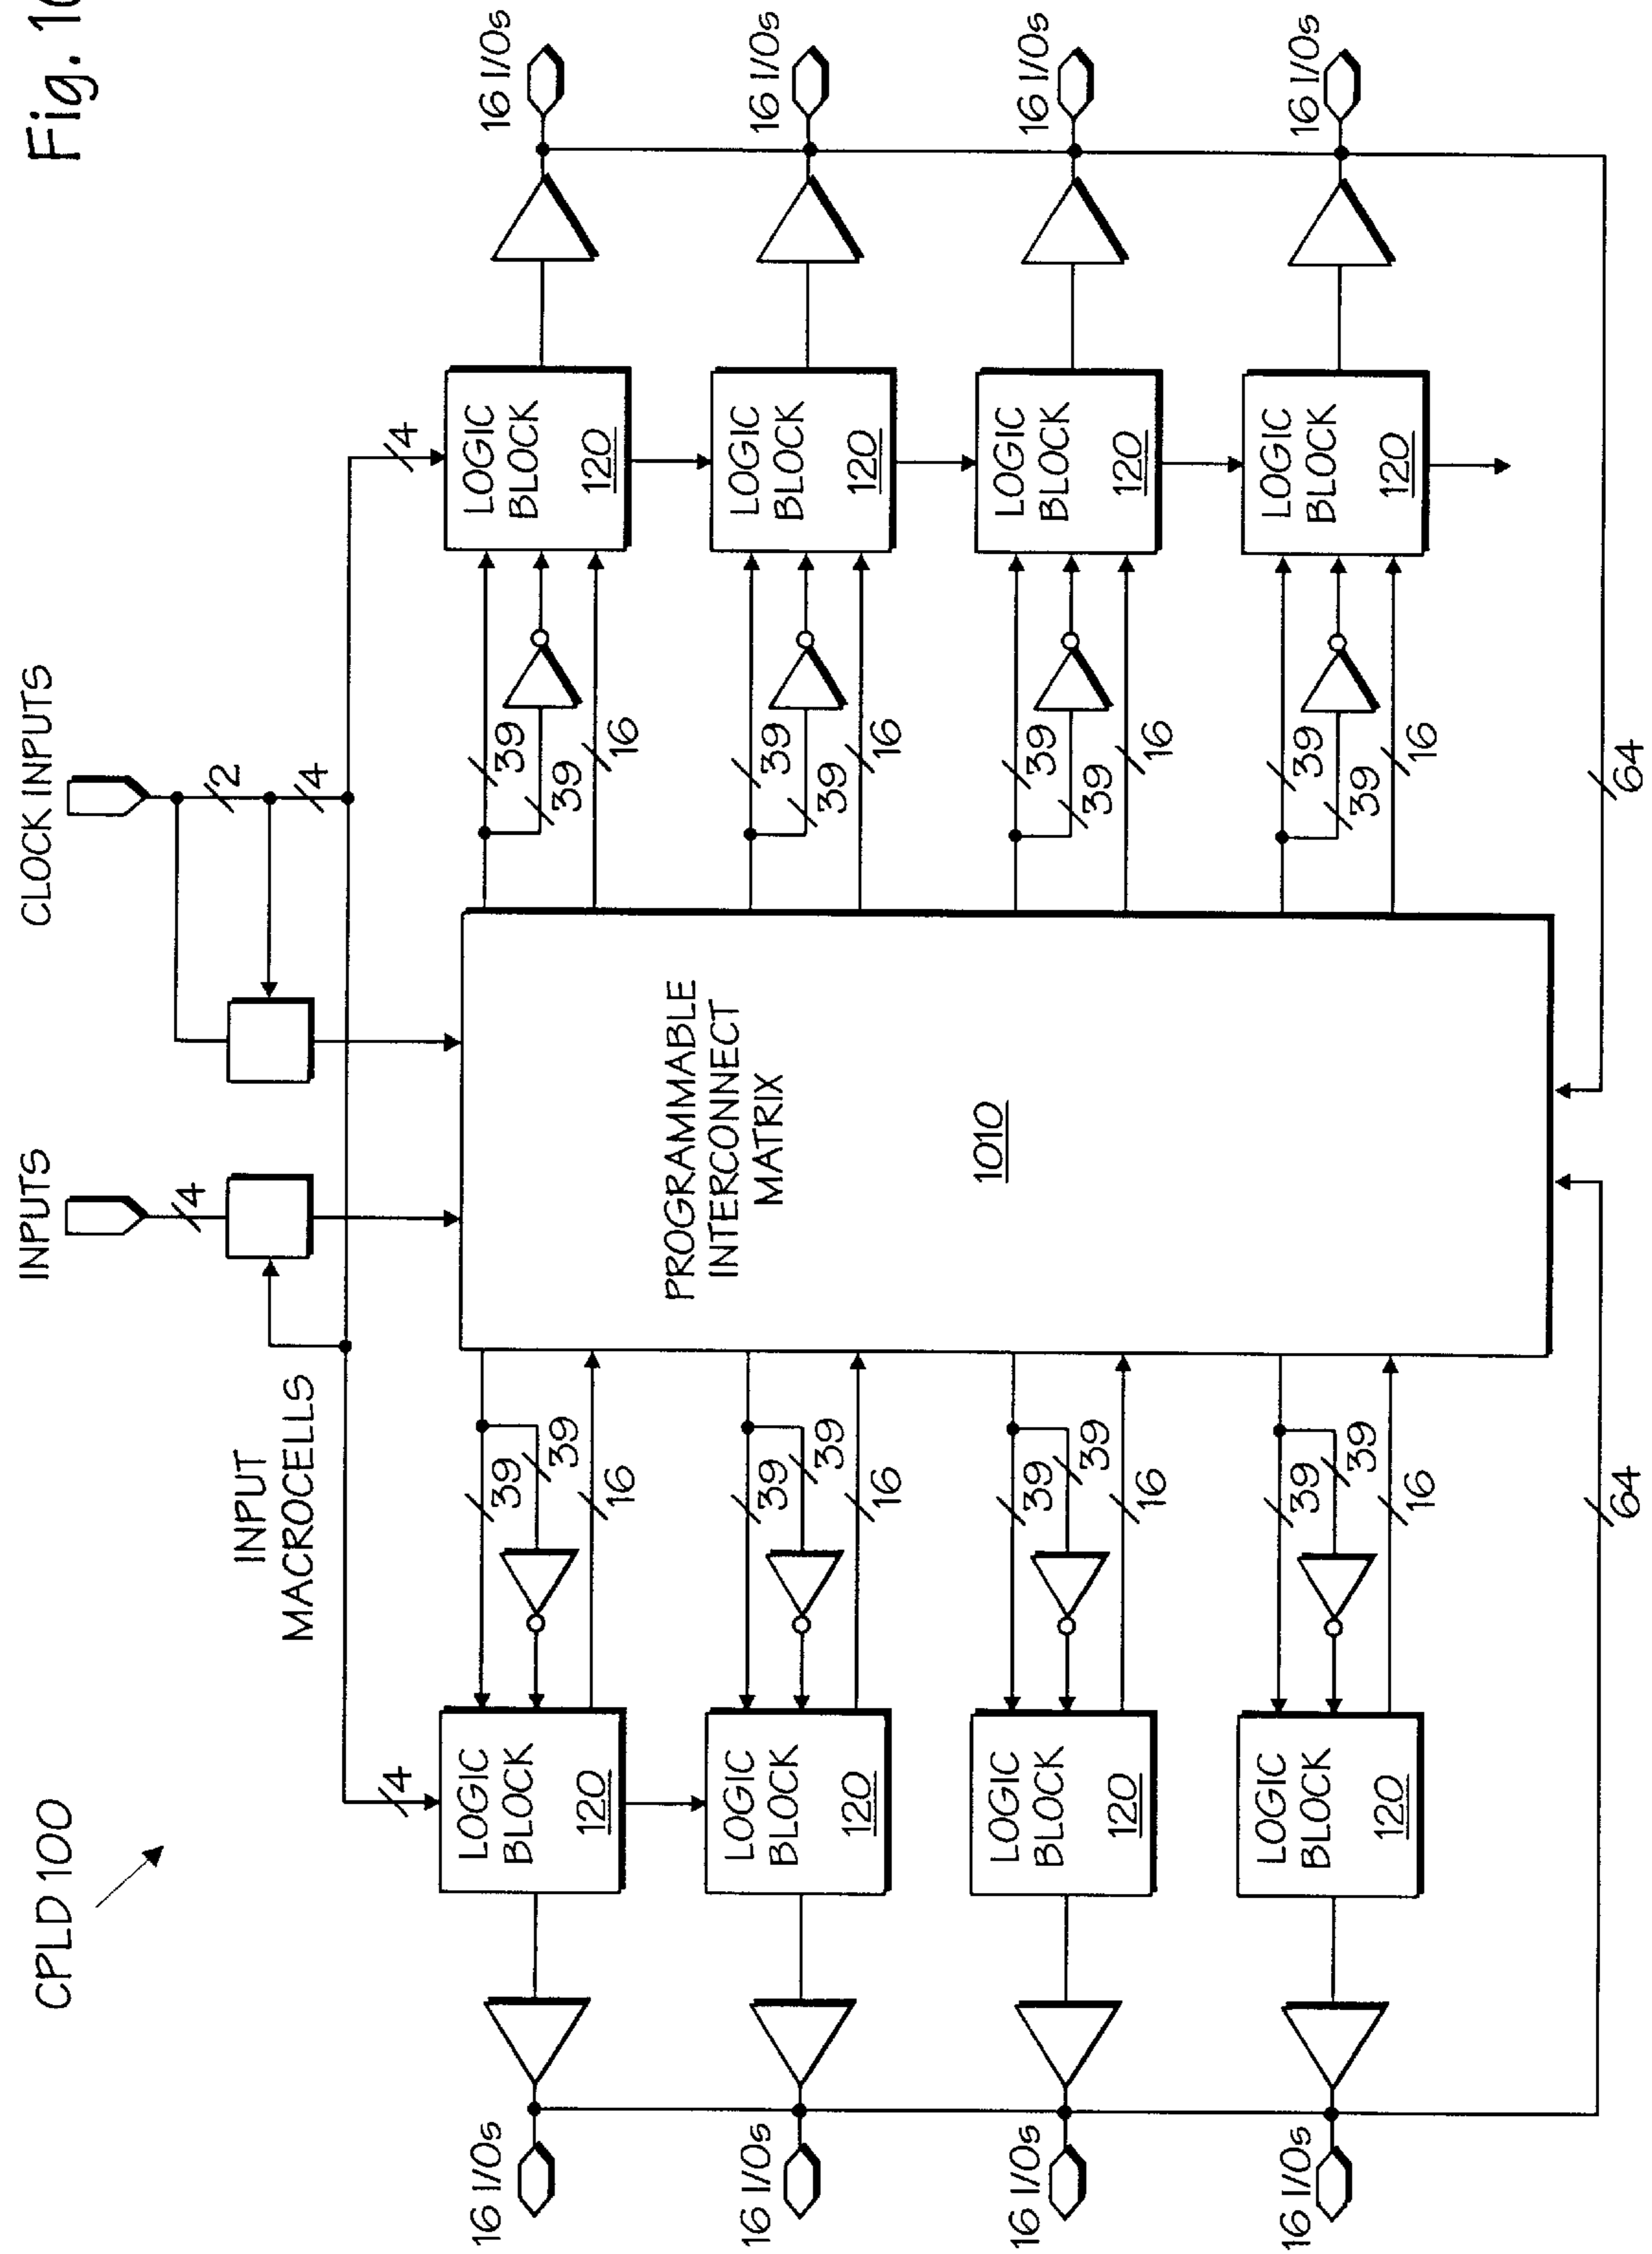 CPLD 100
INPUTS
CLOCK INPUTS
Fig. 1
4
2
4
INPUT
MACROCELLS
4
4
16 I/Os
LOGIC
BLOCK
120
39
39
16
39
39
16
LOGIC
BLOCK
120
16 I/Os
PROGRAMMABLE
INTERCONNECT
MATRIX
1010
16 I/Os
LOGIC
BLOCK
120
39
39
16
39
39
16
LOGIC
BLOCK
120
16 I/Os
16 I/Os
LOGIC
BLOCK
120
39
39
16
39
39
16
LOGIC
BLOCK
120
16 I/Os
16 I/Os
LOGIC
BLOCK
120
39
39
16
39
39
16
LOGIC
BLOCK
120
16 I/Os
64
64